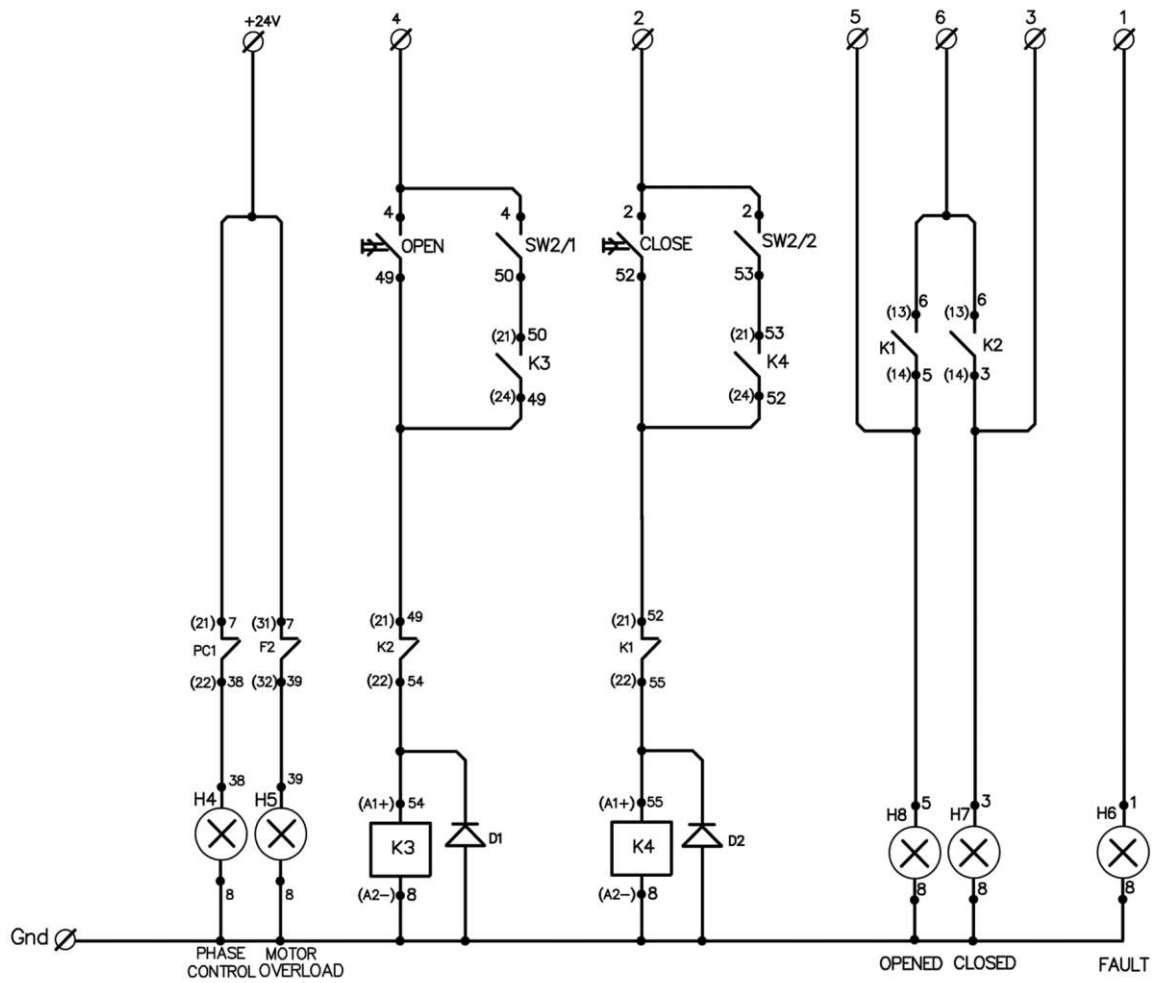 +24V
4
2
5
6
3
1
4
4
2
2
OPEN
SW2/1
CLOSE
SW2/2
49
50
52
53
(13) 6
(13) 6
K1
K2
(14) 5
(14) 3
(21) 50
K3
(24) 49
(21) 53
K4
(24) 52
(21) 7
(31) 7
(21) 49
(21) 52
PC1
F2
K2
K1
(22) 38
(32) 39
(22) 54
(22) 55
38
39
H4
H5
(A1+) 54
K3
D1
(A2-) 8
(A1+) 55
K4
D2
(A2-) 8
5
3
1
H8
H7
H6
8
8
8
8
8
Gnd
PHASE CONTROL
MOTOR OVERLOAD
OPENED
CLOSED
FAULT